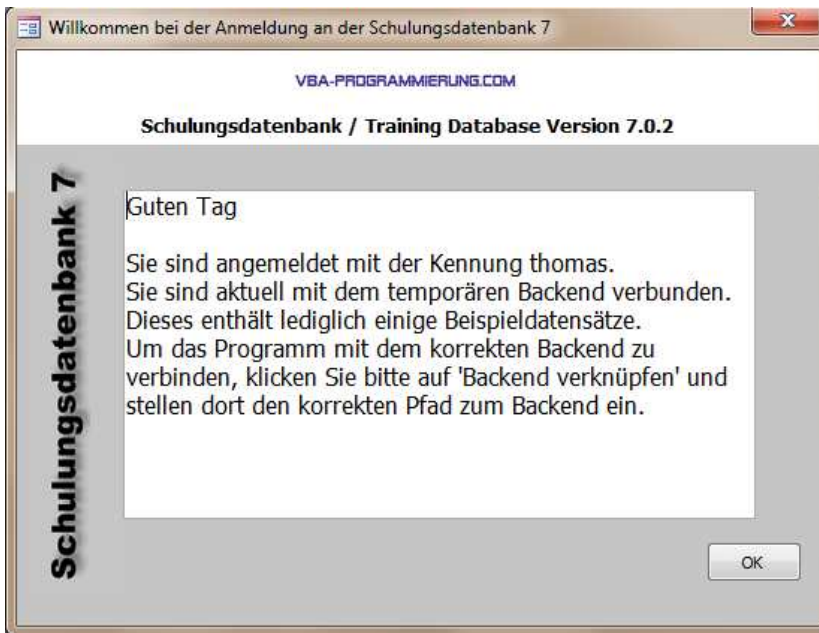 Willkommen bei der Anmeldung an der Schulungsdatenbank 7
VBA-PROGRAMMIERUNG.COM
Schulungsdatenbank / Training Database Version 7.0.2
Schulungsdatenbank 7
Guten Tag
Sie sind angemeldet mit der Kennung thomas.
Sie sind aktuell mit dem temporären Backend verbunden.
Dieses enthält lediglich einige Beispieldatensätze.
Um das Programm mit dem korrekten Backend zu
verbinden, klicken Sie bitte auf 'Backend verknüpfen' und
stellen dort den korrekten Pfad zum Backend ein.
OK